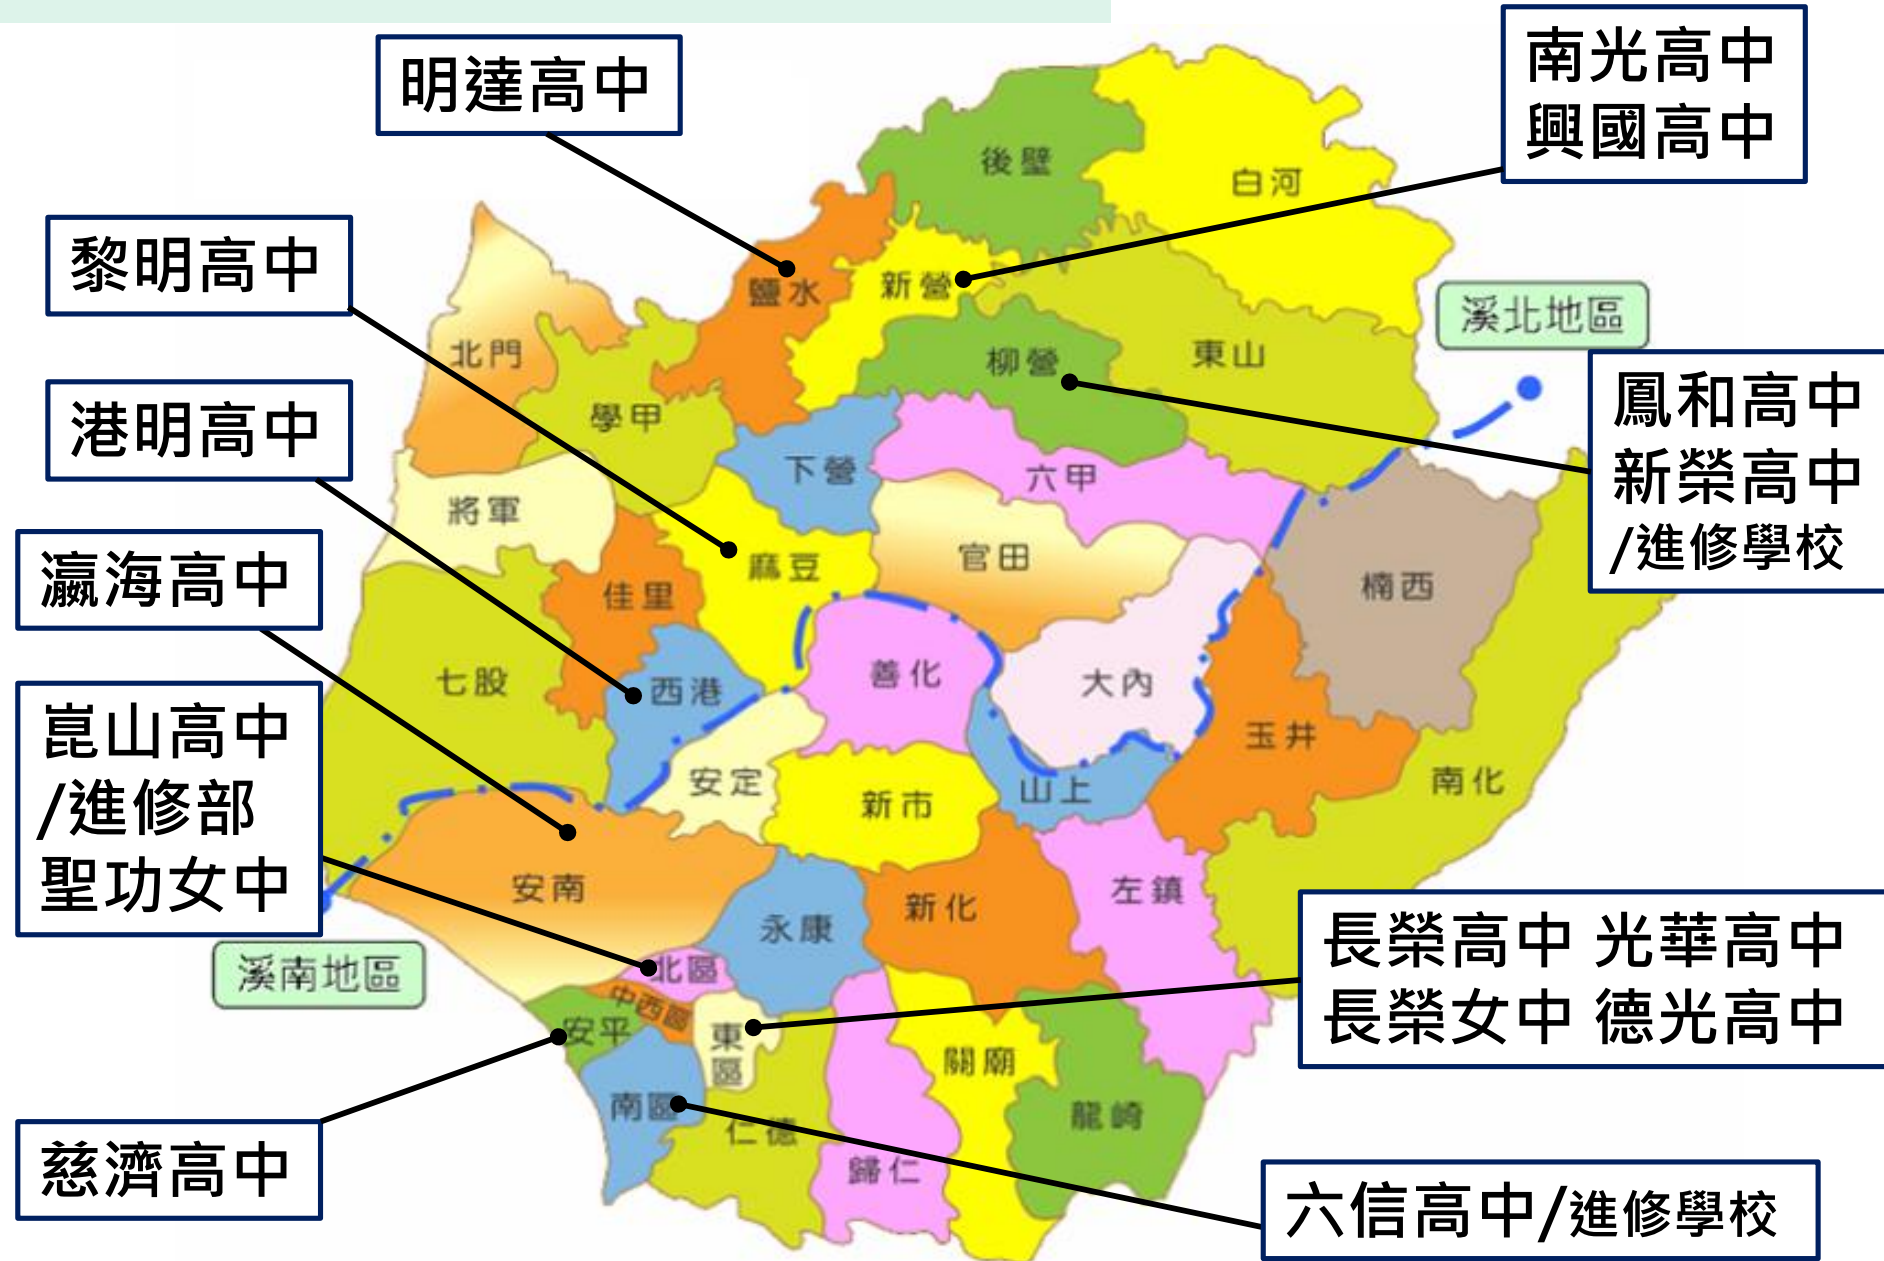 明達高中
南光高中
興國高中
後壁
白河
黎明高中
鹽水
新營
溪北地區
北門
柳營
東山
鳳和高中
新榮高中
/進修學校
港明高中
學甲
下營
六甲
將軍
官田
麻豆
楠西
瀛海高中
佳里
七股
西港
善化
大內
玉井
崑山高中
/進修部
聖功女中
安定
新市
山上
南化
安南
永康
新化
左鎮
溪南地區
北區
中西區
長榮高中 光華高中
長榮女中 德光高中
安平
東
區
關廟
南區
仁德
龍崎
歸仁
慈濟高中
六信高中/進修學校